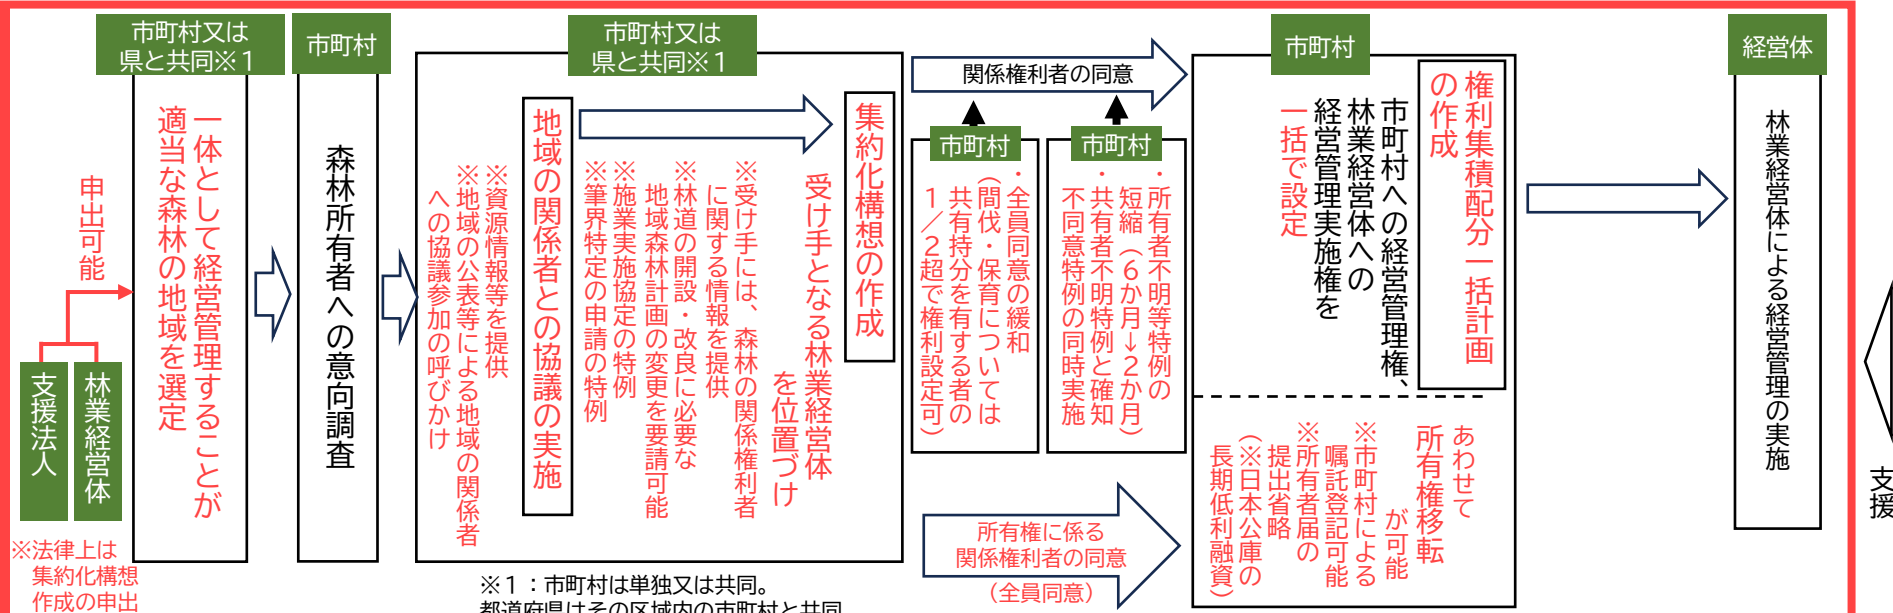 市町村又は
県と共同※1
一体として経営管理することが
適当な森林の地域を選定
申出可能
支援法人
林業経営体
※法律上は
集約化構想
作成の申出
市町村
森林所有者への意向調査
市町村又は
県と共同※1
地域の関係者との協議の実施
※資源情報等を提供
※地域の公表等による地域の関係者
への協議参加の呼びかけ
集約化構想の作成
受け手となる林業経営体
を位置づけ
※受け手には、森林の関係権利者
に関する情報を提供
※林道の開設・改良に必要な
地域森林計画の変更を要請可能
※施業実施協定の特例
※筆界特定の申請の特例
※1：市町村は単独又は共同。
都道府県はその区域内の市町村と共同
関係権利者の同意
市町村
・全員同意の緩和
（間伐・保育については
共有持分を有する者の
1／2超で権利設定可）
市町村
・所有者不明等特例の
短縮（6か月→2か月）
・共有者不明特例と確知
不同意特例の同時実施
所有権に係る
関係権利者の同意
（全員同意）
市町村
権利集積配分一括計画
の作成
市町村への経営管理権、
林業経営体への
経営管理実施権を
一括で設定
あわせて
所有権移転
が可能
※市町村による
嘱託登記可能
※所有者届の
提出省略
（※日本公庫の
長期低利融資）
経営体
林業経営体による経営管理の実施
支援